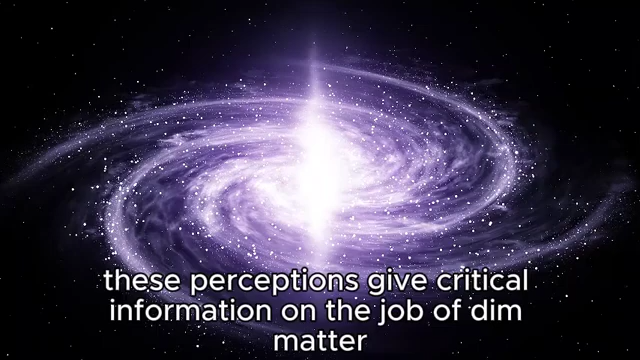 these perceptions give critical
information on the job of dim
matter